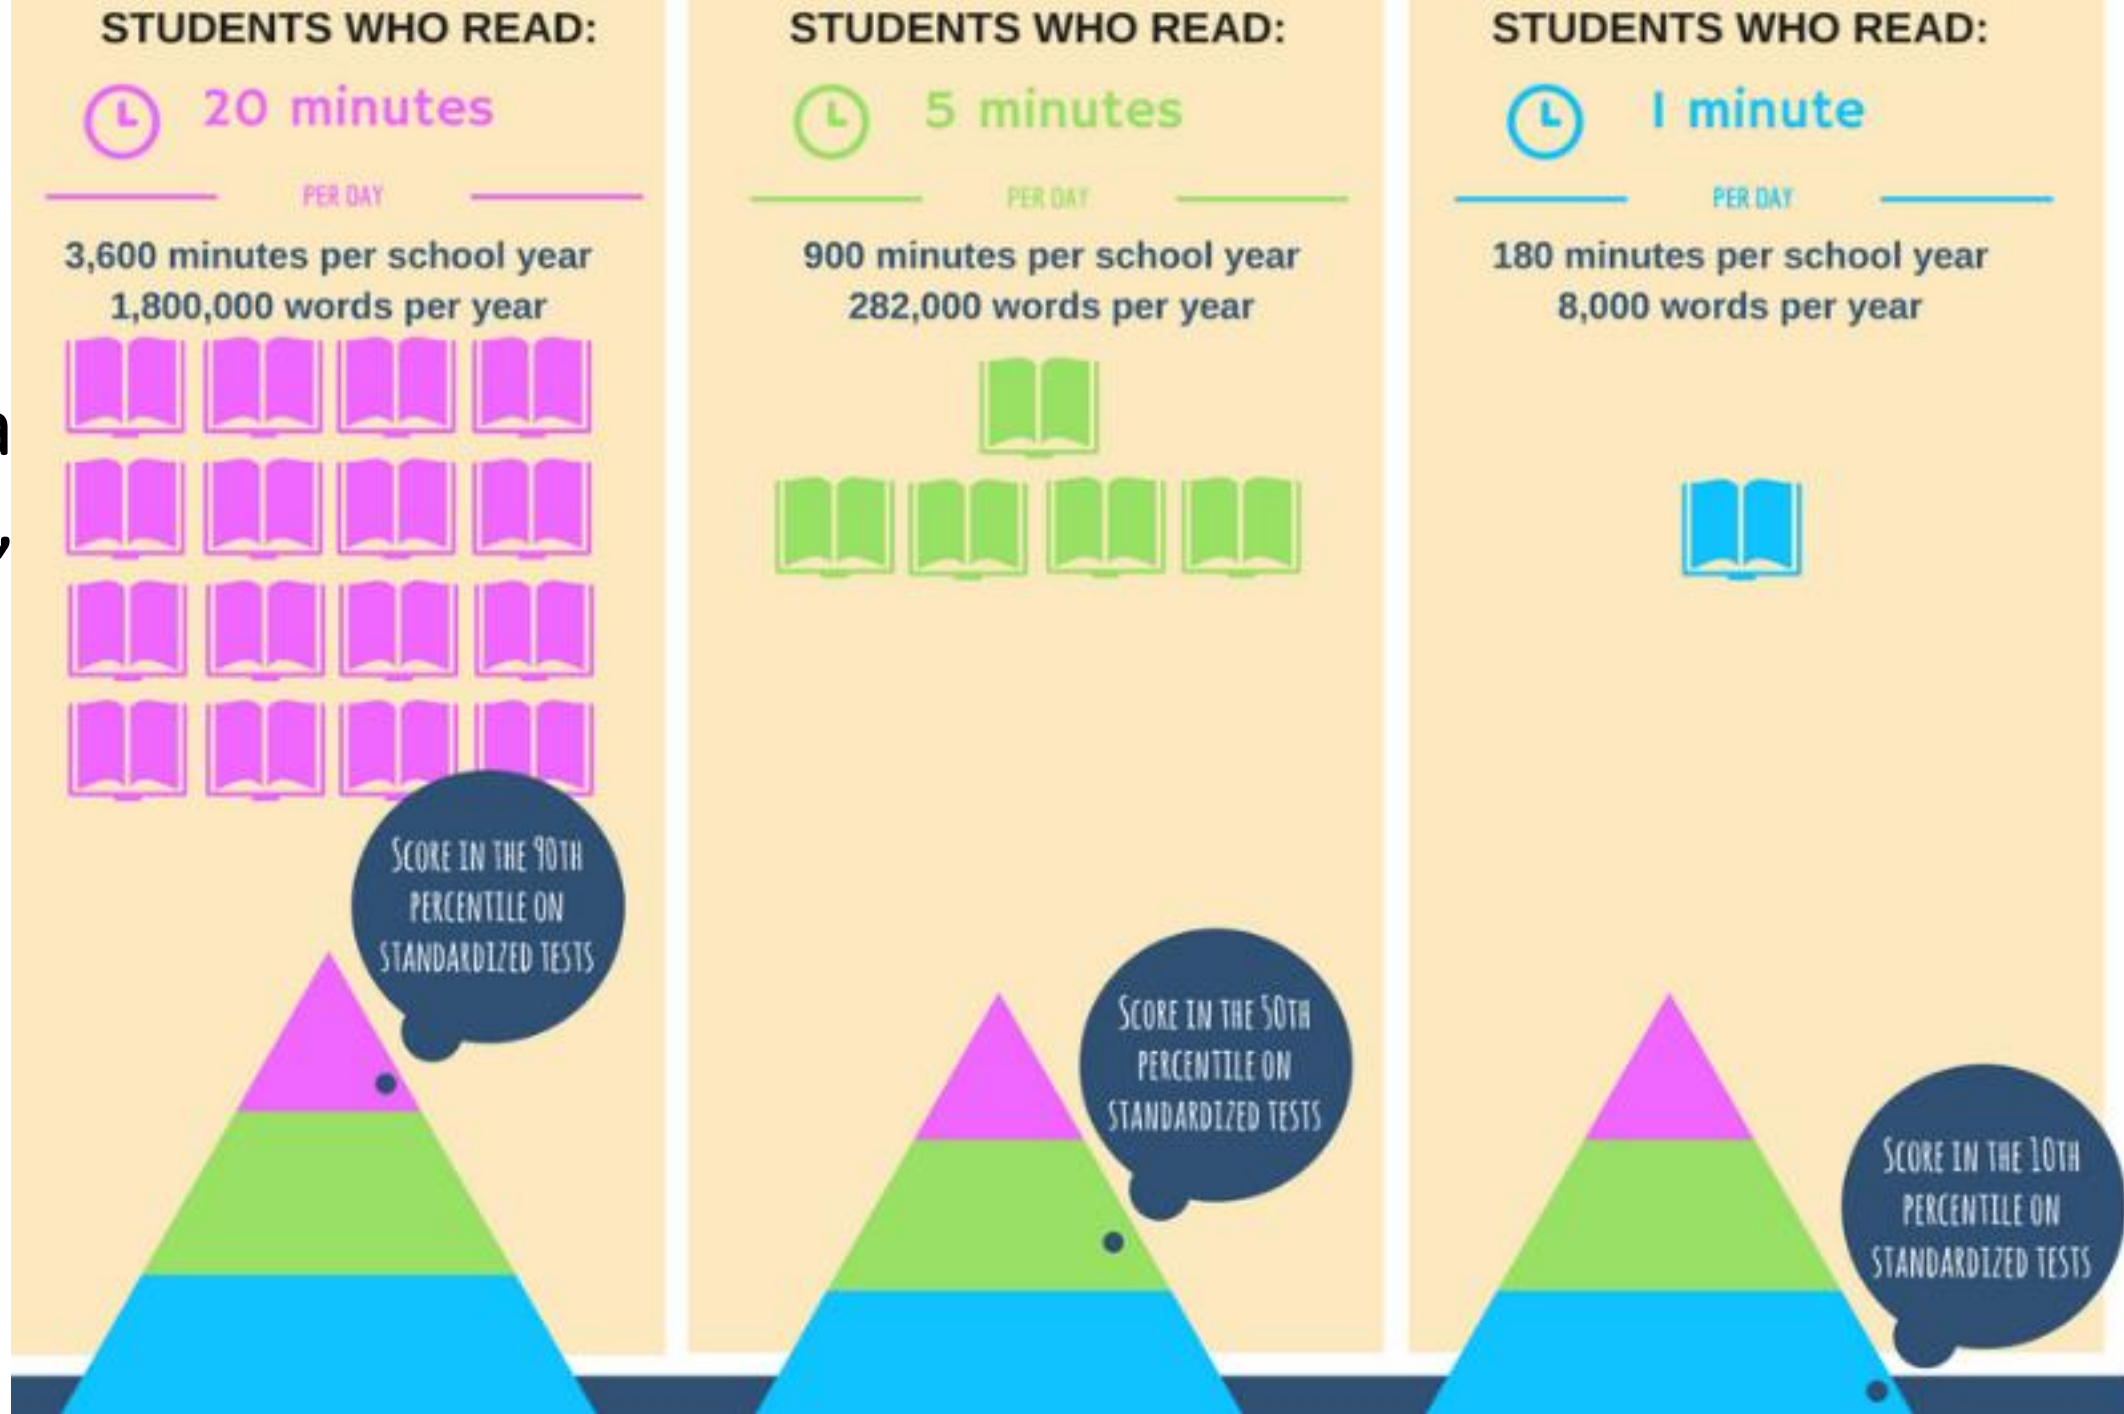 STUDENTS WHO READ:
20 minutes
PER DAY
3,600 minutes per school year
1,800,000 words per year
SCORE IN THE 90TH
PERCENTILE ON
STANDARDIZED TESTS
STUDENTS WHO READ:
5 minutes
PER DAY
900 minutes per school year
282,000 words per year
SCORE IN THE 50TH
PERCENTILE ON
STANDARDIZED TESTS
STUDENTS WHO READ:
1 minute
PER DAY
180 minutes per school year
8,000 words per year
SCORE IN THE 10TH
PERCENTILE ON
STANDARDIZED TESTS